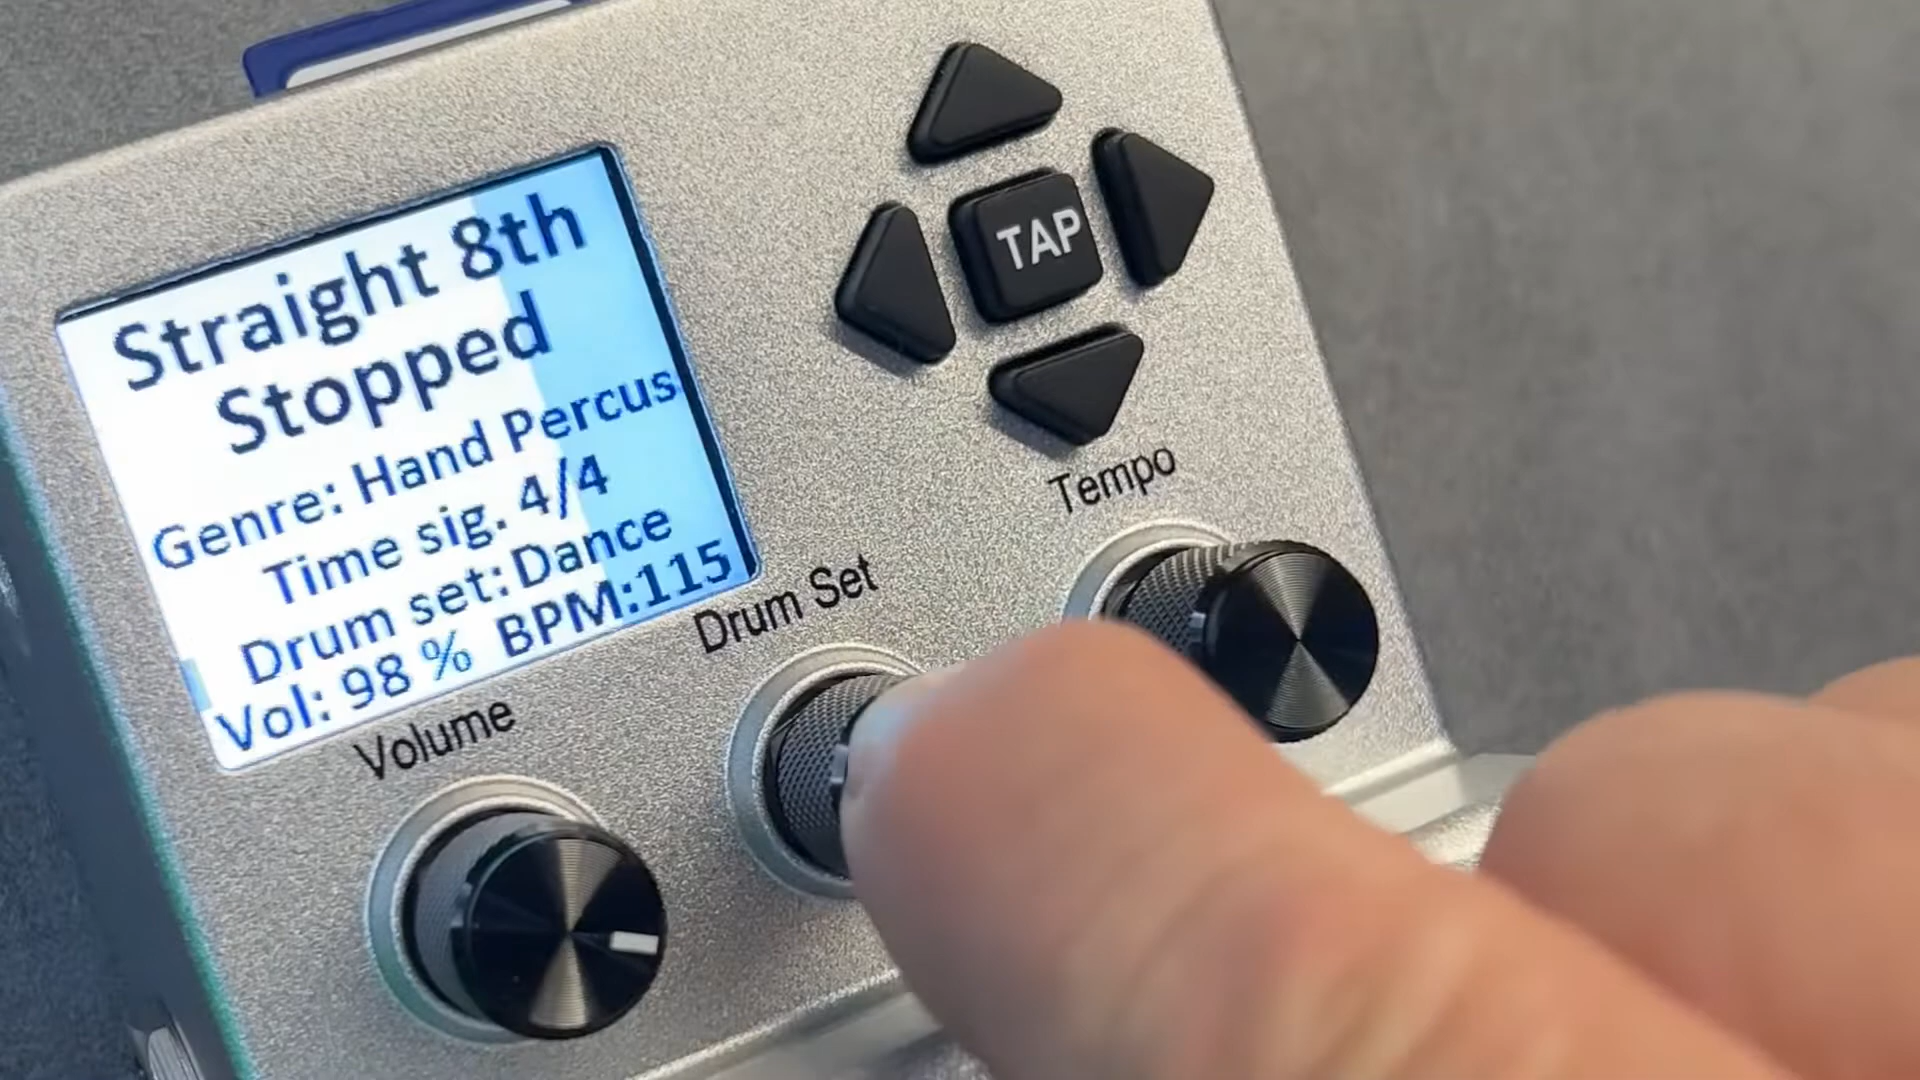 Straight 8th
Stopped
Genre: Hand Percus
Time sig. 4/4
Drum set: Dance
Vol: 98 % BPM:115
TAP
Tempo
Drum Set
Volume